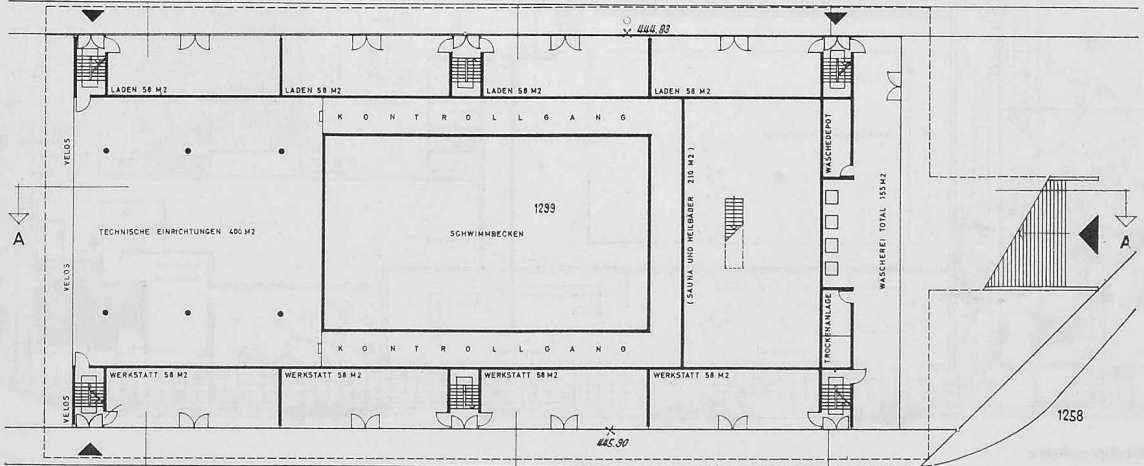 444.83
LADEN 58 M2
LADEN 58 M2
LADEN 58 M2
LADEN 58 M2
KONTROLLGANG
VELOS
WÄSCHEDEPOT
1299
A
TECHNISCHE EINRICHTUNGEN 400 M2
SCHWIMMBECKEN
(SAUNA UND HEILBÄDER 210 M2)
WÄSCHEREI TOTAL 155 M2
A
VELOS
TROCKENANLAGE
KONTROLLGANG
WERKSTATT 58 M2
WERKSTATT 58 M2
WERKSTATT 58 M2
WERKSTATT 58 M2
VELOS
1258
445.90